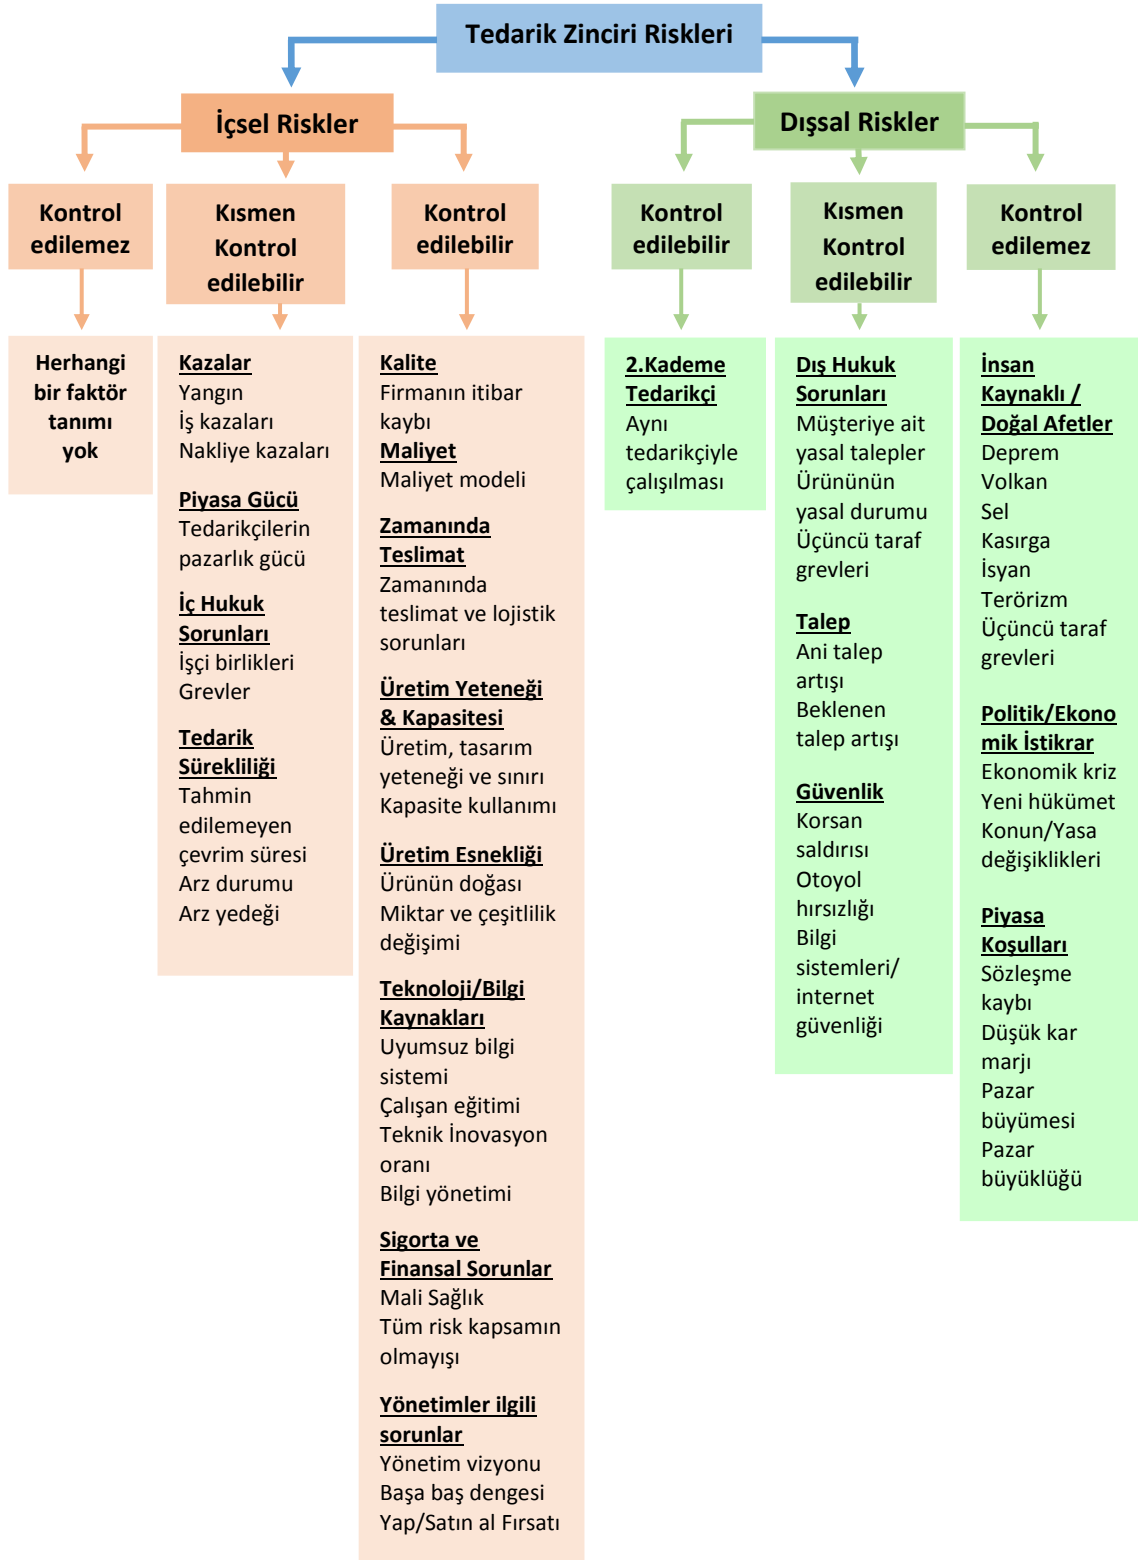 Tedarik Zinciri Riskleri
İçsel Riskler
Dışsal Riskler
Kontrol
edilemez
Kısmen
Kontrol
edilebilir
Kontrol
edilebilir
Kontrol
edilebilir
Kısmen
Kontrol
edilebilir
Kontrol
edilemez
Herhangi
bir faktör
tanımı
yok
Kazalar
Yangın
İş kazaları
Nakliye kazaları
Piyasa Gücü
Tedarikçilerin
pazarlık gücü
İç Hukuk
Sorunları
İşçi birlikleri
Grevler
Tedarik
Sürekliliği
Tahmin
edilemeyen
çevrim süresi
Arz durumu
Arz yedeği
Kalite
Firmanın itibar
kaybı
Maliyet
Maliyet modeli
Zamanında
Teslimat
Zamanında
teslimat ve lojistik
sorunları
Üretim Yeteneği
& Kapasitesi
Üretim, tasarım
yeteneği ve sınırı
Kapasite kullanımı
Üretim Esnekliği
Ürünün doğası
Miktar ve çeşitlilik
değişimi
Teknoloji/Bilgi
Kaynakları
Uyumsuz bilgi
sistemi
Çalışan eğitimi
Teknik İnovasyon
oranı
Bilgi yönetimi
Sigorta ve
Finansal Sorunlar
Mali Sağlık
Tüm risk kapsamın
olmayışı
Yönetimler ilgili
sorunlar
Yönetim vizyonu
Başa baş dengesi
Yap/Satın al Fırsatı
2.Kademe
Tedarikçi
Aynı
tedarikçiyle
çalışılması
Dış Hukuk
Sorunları
Müşteriye ait
yasal talepler
Ürününün
yasal durumu
Üçüncü taraf
grevleri
Talep
Ani talep
artışı
Beklenen
talep artışı
Güvenlik
Korsan
saldırısı
Otoyol
hırsızlığı
Bilgi
sistemleri/
internet
güvenliği
İnsan
Kaynaklı /
Doğal Afetler
Deprem
Volkan
Sel
Kasırga
İsyan
Terörizm
Üçüncü taraf
grevleri
Politik/Ekono
mik İstikrar
Ekonomik kriz
Yeni hükümet
Konun/Yasa
değişiklikleri
Piyasa
Koşulları
Sözleşme
kaybı
Düşük kar
marjı
Pazar
büyümesi
Pazar
büyüklüğü